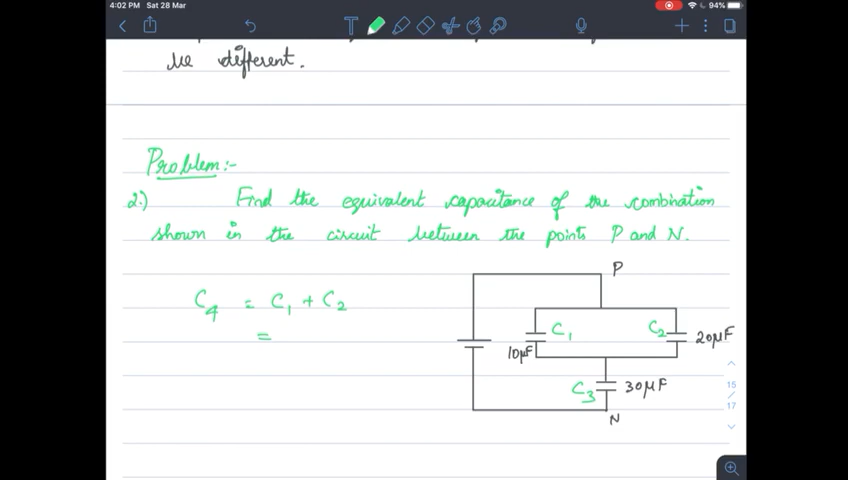 4:02 PM Sat 28 Mar
94%
different.
Problem:-
2.) Find the equivalent capacitance of the combination
shown in the circuit between the points P and N.
P
C₄ = C₁ + C₂
=
C₁
C₂
20μF
10μF
C₃
30μF
N
15
/
17